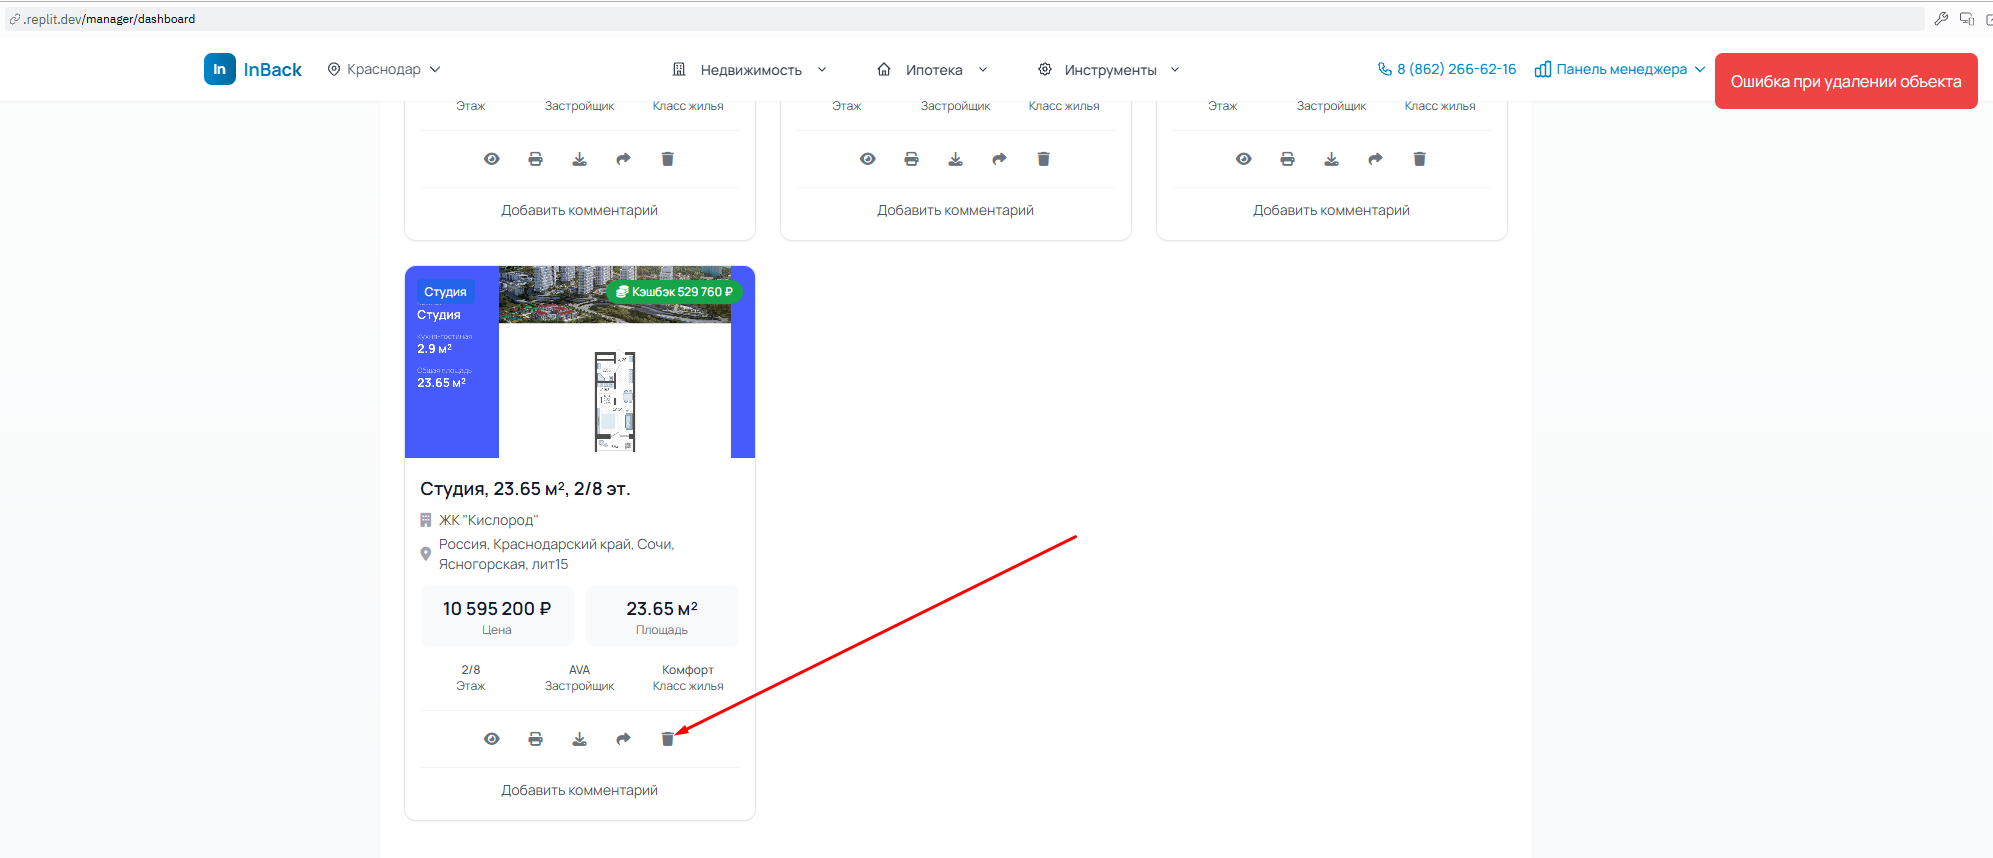 .replit.dev/manager/dashboard
In InBack
Краснодар
Недвижимость
Ипотека
Инструменты
8 (862) 266-62-16
Панель менеджера
Ошибка при удалении объекта
Этаж Застройщик Класс жилья
Этаж Застройщик Класс жилья
Этаж Застройщик Класс жилья
Добавить комментарий
Добавить комментарий
Добавить комментарий
Студия
Кэшбэк 529 760 ₽
Студия
Кухня-гостиная
2.9 м²
Общая площадь
23.65 м²
Студия, 23.65 м², 2/8 эт.
ЖК "Кислород"
Россия, Краснодарский край, Сочи,
Ясногорская, лит15
10 595 200 ₽
Цена
23.65 м²
Площадь
2/8 AVA Комфорт
Этаж Застройщик Класс жилья
Добавить комментарий